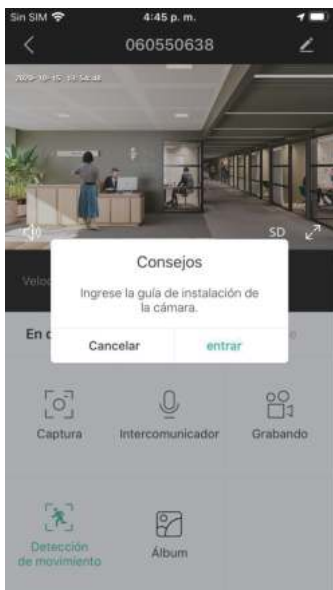 Sin SIM 4:45 p. m.
060550638
SD
Consejos
Ingrese la guía de instalación de
la cámara.
Cancelar entrar
Captura Intercomunicador Grabando
Detección
de movimiento
Álbum